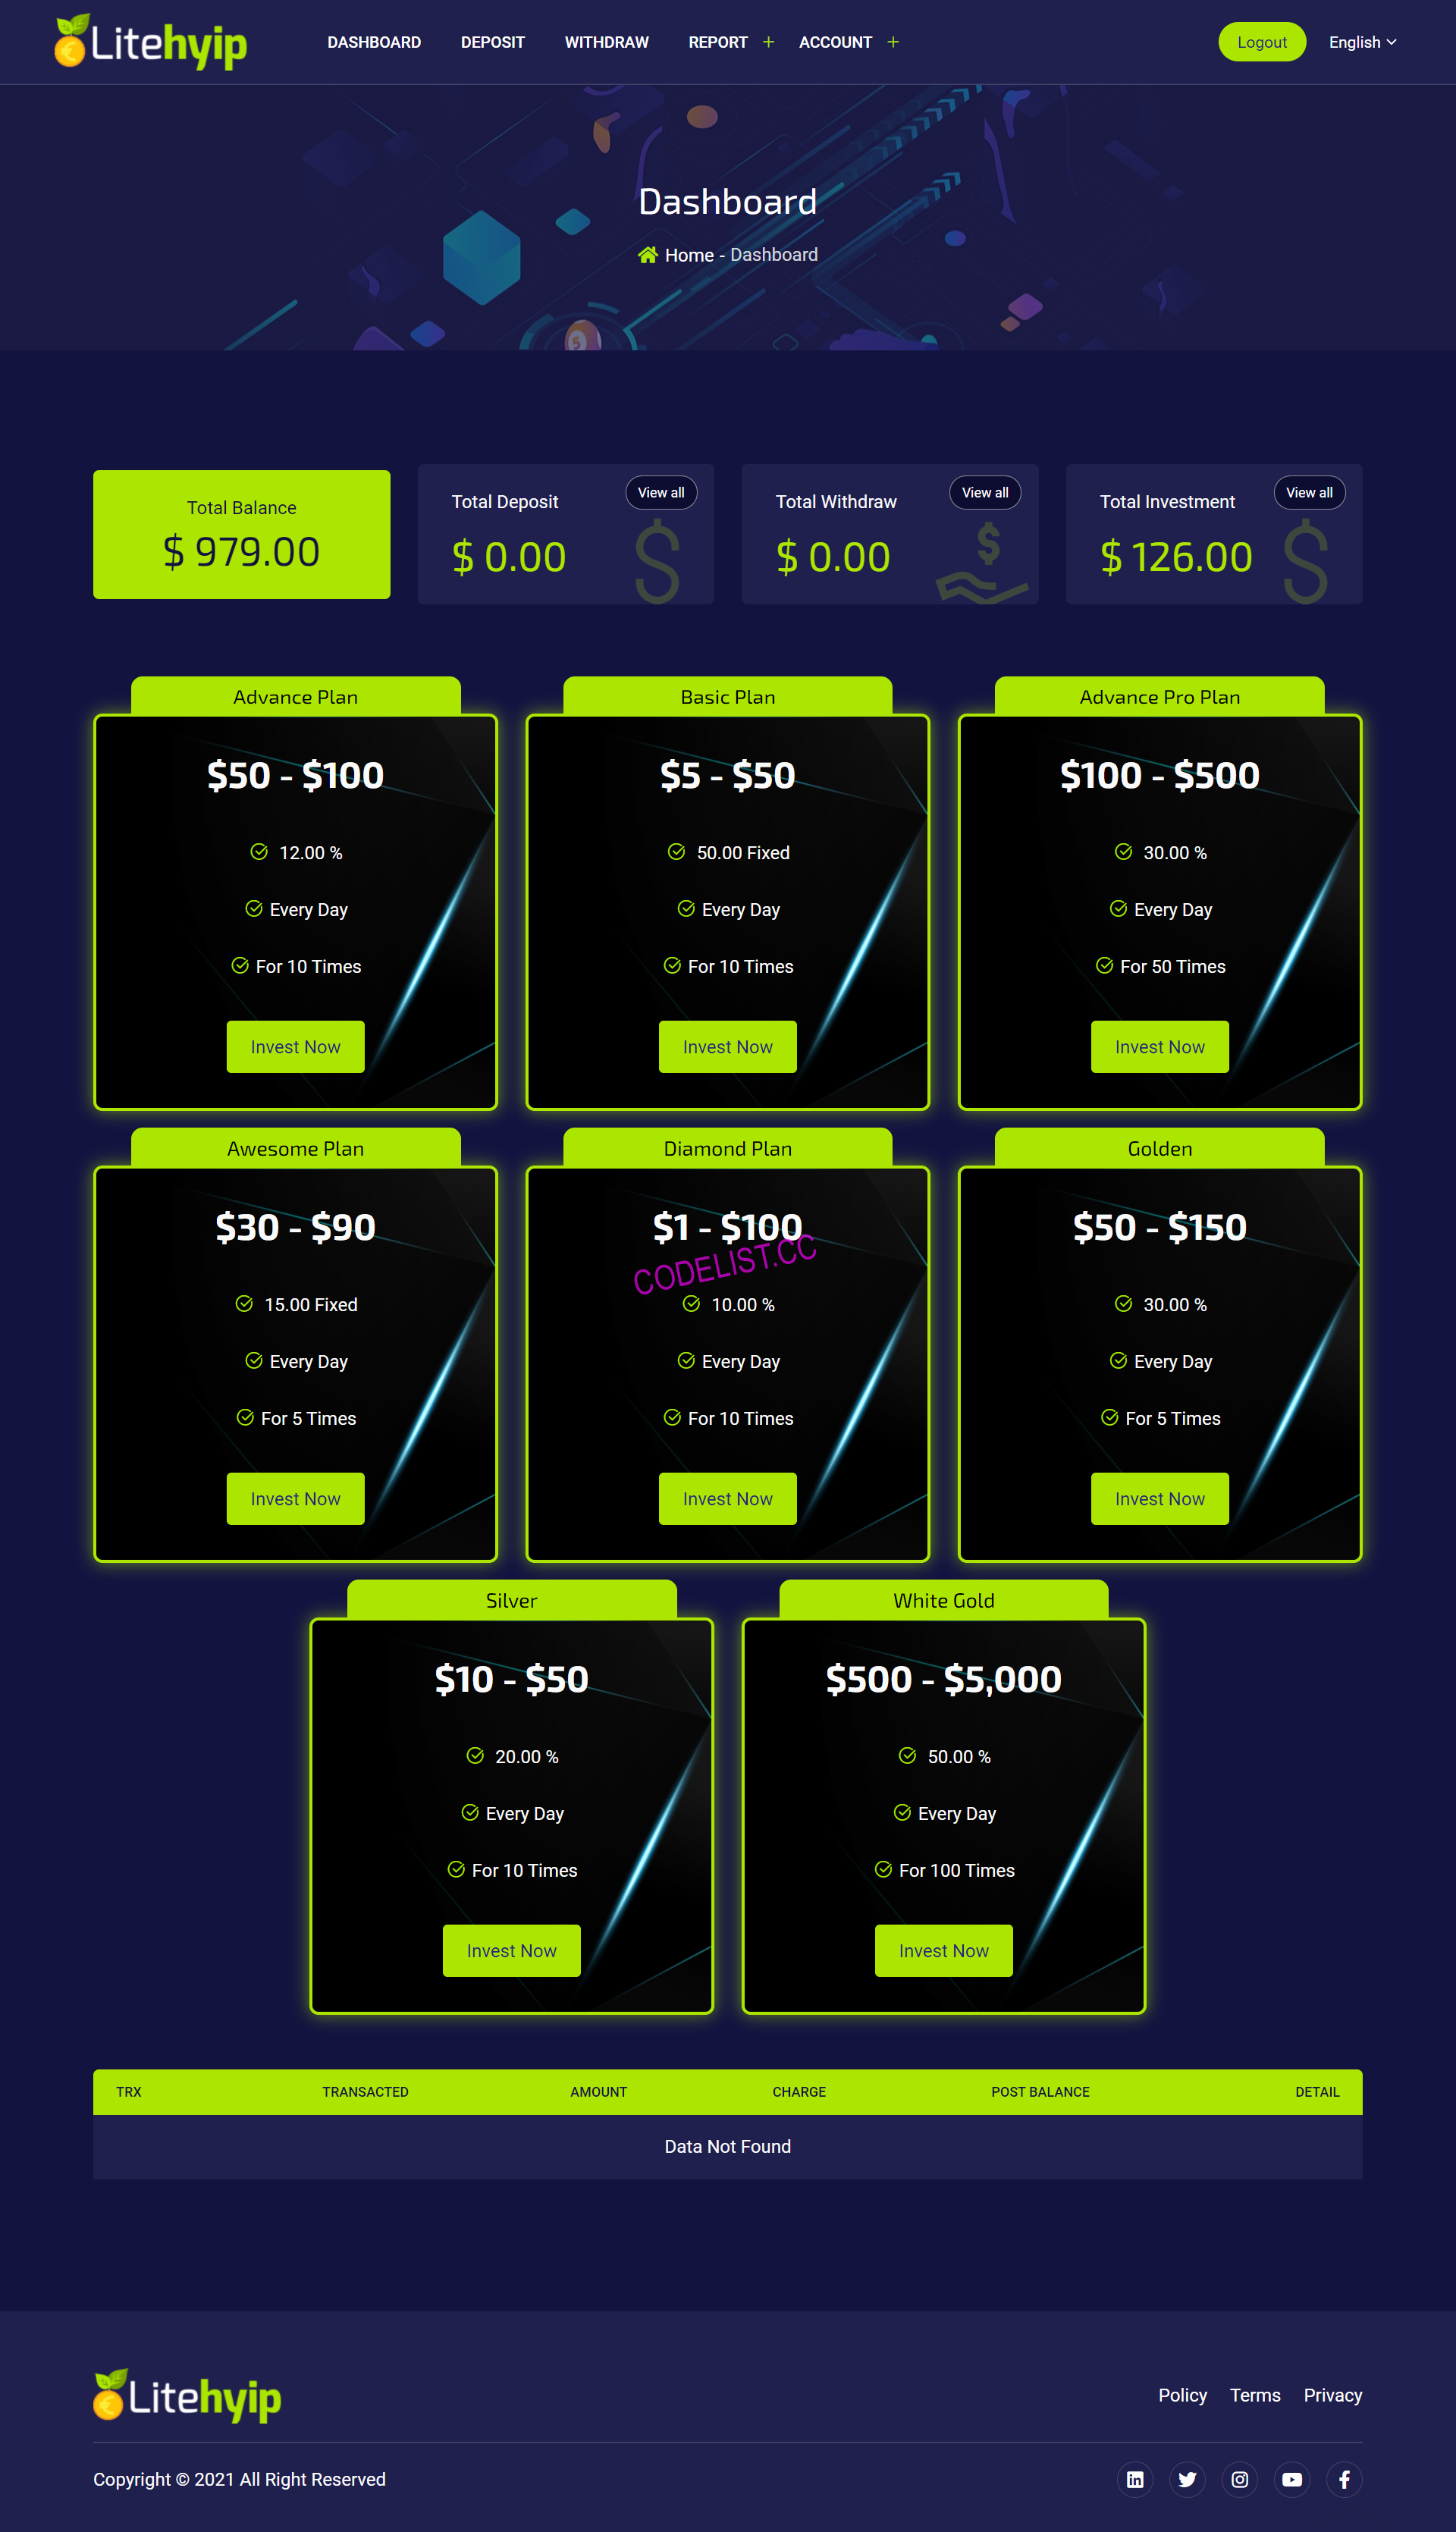 Litehyip
DASHBOARD DEPOSIT WITHDRAW REPORT + ACCOUNT + Logout English
Dashboard
Home - Dashboard
Total Balance
$ 979.00
Total Deposit View all
$ 0.00
Total Withdraw View all
$ 0.00
Total Investment View all
$ 126.00
Advance Plan
$50 - $100
12.00 %
Every Day
For 10 Times
Invest Now
Basic Plan
$5 - $50
50.00 Fixed
Every Day
For 10 Times
Invest Now
Advance Pro Plan
$100 - $500
30.00 %
Every Day
For 50 Times
Invest Now
Awesome Plan
$30 - $90
15.00 Fixed
Every Day
For 5 Times
Invest Now
Diamond Plan
$1 - $100
CODELIST.CC
10.00 %
Every Day
For 10 Times
Invest Now
Golden
$50 - $150
30.00 %
Every Day
For 5 Times
Invest Now
Silver
$10 - $50
20.00 %
Every Day
For 10 Times
Invest Now
White Gold
$500 - $5,000
50.00 %
Every Day
For 100 Times
Invest Now
TRX TRANSACTED AMOUNT CHARGE POST BALANCE DETAIL
Data Not Found
Litehyip
Policy Terms Privacy
Copyright © 2021 All Right Reserved